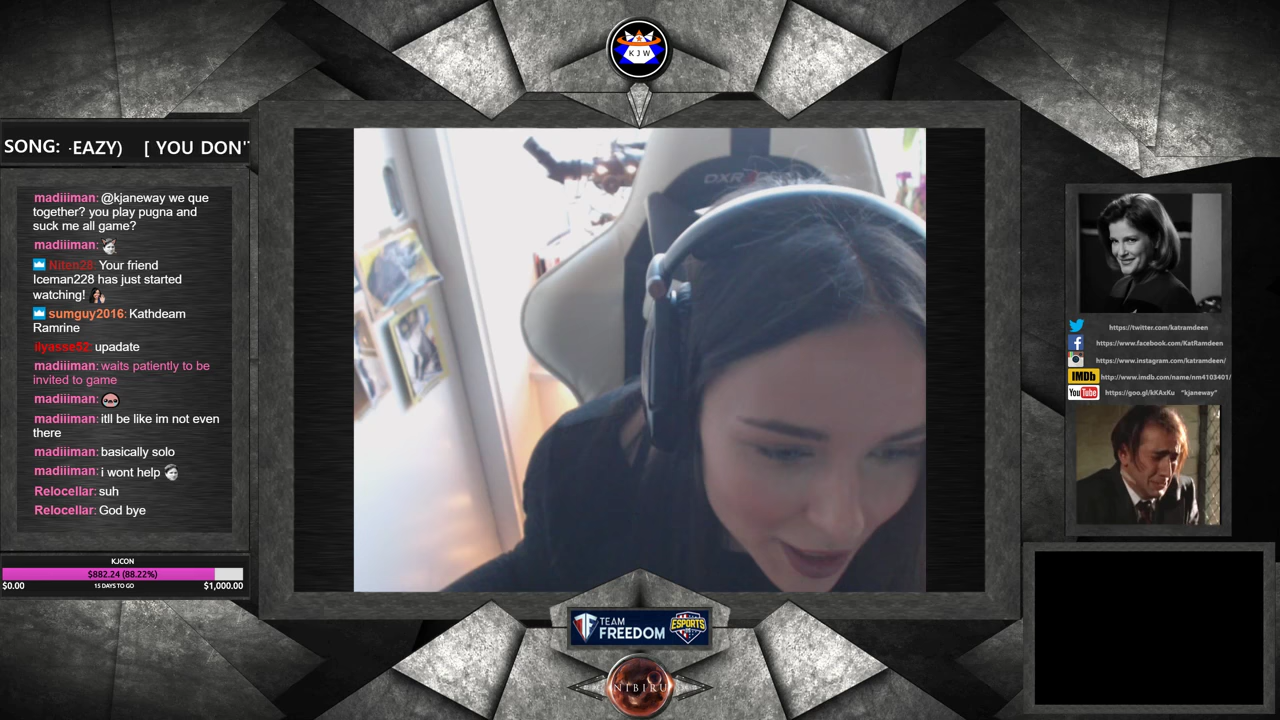 KJW
SONG: ·EAZY) [ YOU DON'T
madiiiman: @kjaneway we que
together? you play pugna and
suck me all game?
madiiiman:
Niten28: Your friend
Iceman228 has just started
watching!
sumguy2016: Kathdeam
Ramrine
ilyasse52: upadate
madiiiman: waits patiently to be
invited to game
madiiiman:
madiiiman: itll be like im not even
there
madiiiman: basically solo
madiiiman: i wont help
Relocellar: suh
Relocellar: God bye
KJCON
$882.24 (88.22%)
$0.00 15 DAYS TO GO $1,000.00
DXR
https://twitter.com/katramdeen
https://www.facebook.com/KatRamdeen
https://www.instagram.com/katramdeen/
IMDb http://www.imdb.com/name/nm4103401/
YouTube https://goo.gl/kKAxKu "kjaneway"
TF TEAM
FREEDOM
ESPORTS
NIBIRU